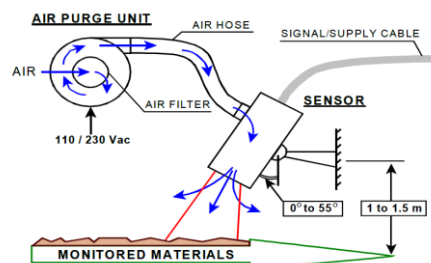 AIR PURGE UNIT
AIR HOSE
SIGNAL/SUPPLY CABLE
AIR
SENSOR
AIR FILTER
110 / 230 Vac
0° to 55°
1 to 1.5 m
MONITORED MATERIALS